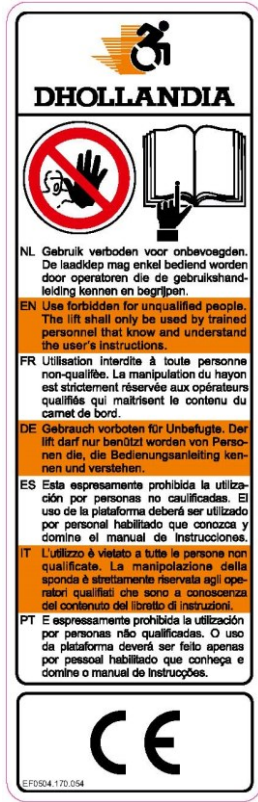 DHOLLANDIA
NL Gebruik verboden voor onbevoegden.
De laadklep mag enkel bediend worden
door operatoren die de gebruikshand-
leiding kennen en begrijpen.
EN Use forbidden for unqualified people.
The lift shall only be used by trained
personnel that know and understand
the user's instructions.
FR Utilisation interdite à toute personne
non-qualifêe. La manipulation du hayon
est strictement réservée aux opérateurs
qualifiés qui maîtrisent le contenu du
carnet de bord.
DE Gebrauch vorboten für Unbefugte. Der
lift darf nur benützt worden von Perso-
nen die, die Bedienungsanleiting ken-
nen und verstehen.
ES Esta espresamente prohibida la utiliza-
ción por personas no caulificadas. El
uso de la plataforma deberá ser utilizado
por personal habilitado que conozca y
domine el manual de instrucciones.
IT L'utilizzo è vietato a tutte le persone non
qualificate. La manipolazione della
sponda è strettamente riservata agli ope-
ratori qualifiati che sono a conoscenza
del contenuto del libretto di instruzioni.
PT E espressamente prohibida la utilización
por personas não qualificadas. O uso
da plataforma deverá ser feito apenas
por pessoal habilitado que conheça e
domine o manual de instrucções.
CE
EF0504.170.054